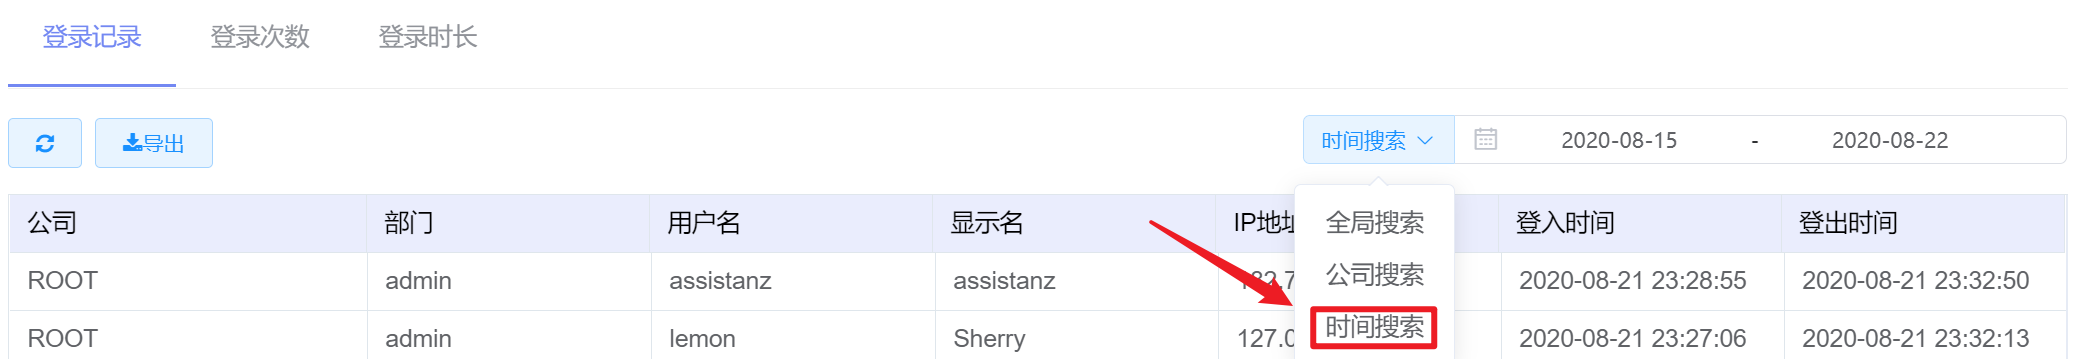 登录记录 登录次数 登录时长
导出 时间搜索 2020-08-15 - 2020-08-22
公司 部门 用户名 显示名 IP地址 登入时间 登出时间
全局搜索
ROOT admin assistanz assistanz 2020-08-21 23:28:55 2020-08-21 23:32:50
公司搜索
时间搜索
ROOT admin lemon Sherry 127.0 2020-08-21 23:27:06 2020-08-21 23:32:13